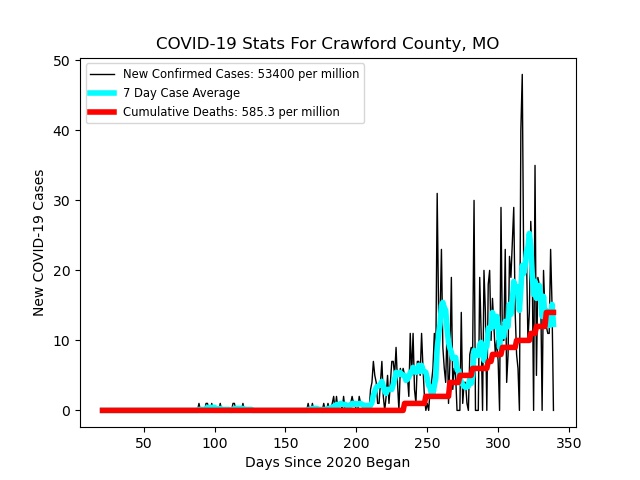 COVID-19 Stats For Crawford County, MO
New Confirmed Cases: 53400 per million
7 Day Case Average
Cumulative Deaths: 585.3 per million
New COVID-19 Cases
50
40
30
20
10
0
50 100 150 200 250 300 350
Days Since 2020 Began